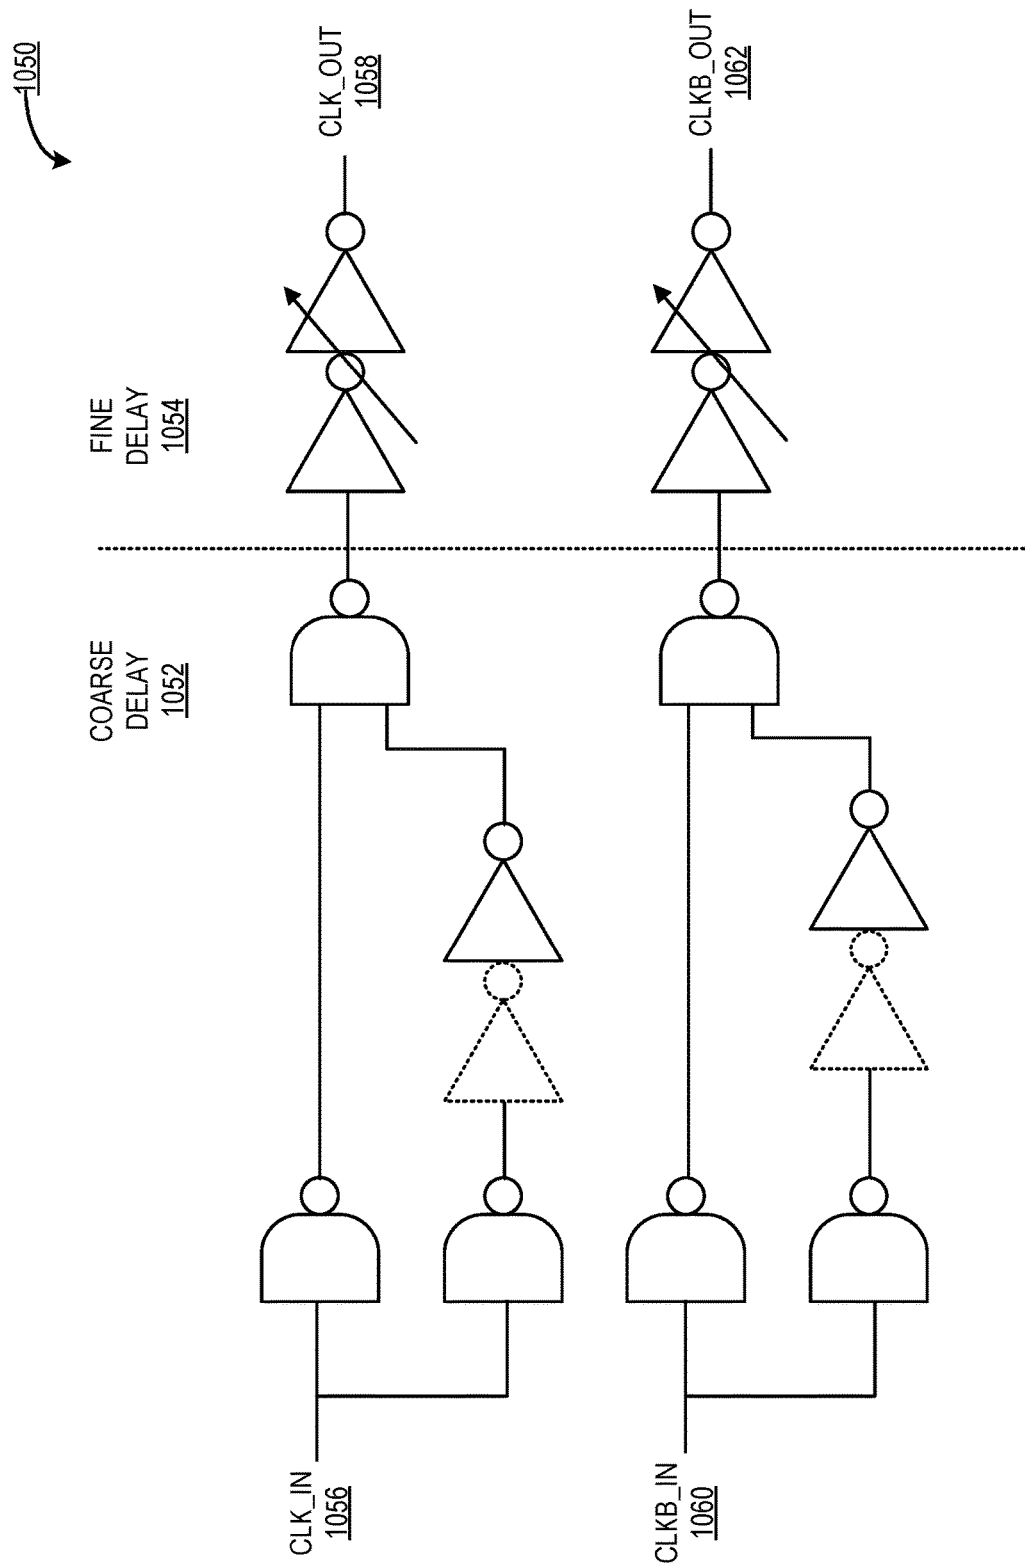 1050
COARSE
DELAY
1052
FINE
DELAY
1054
CLK_IN
1056
CLK_OUT
1058
CLKB_IN
1060
CLKB_OUT
1062